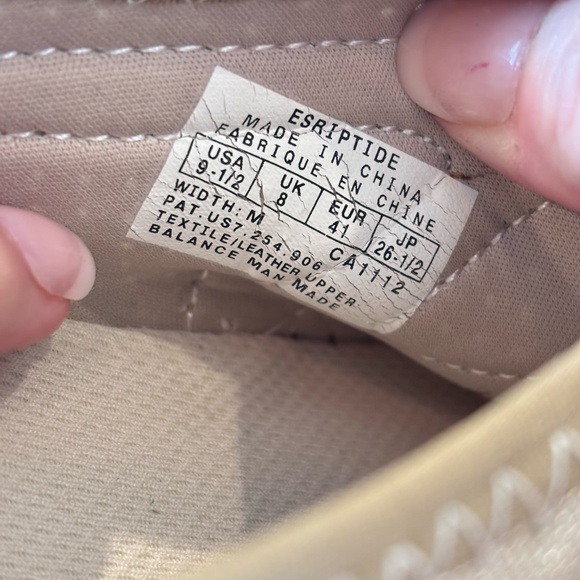 ESRIPTIDE
MADE IN CHINA
FABRIQUE EN CHINE
USA UK EUR JP
9-1/2 8 41 26-1/2
WIDTH: M CA1112
PAT. US7.254.906
TEXTILE/LEATHER UPPER
BALANCE MAN MADE